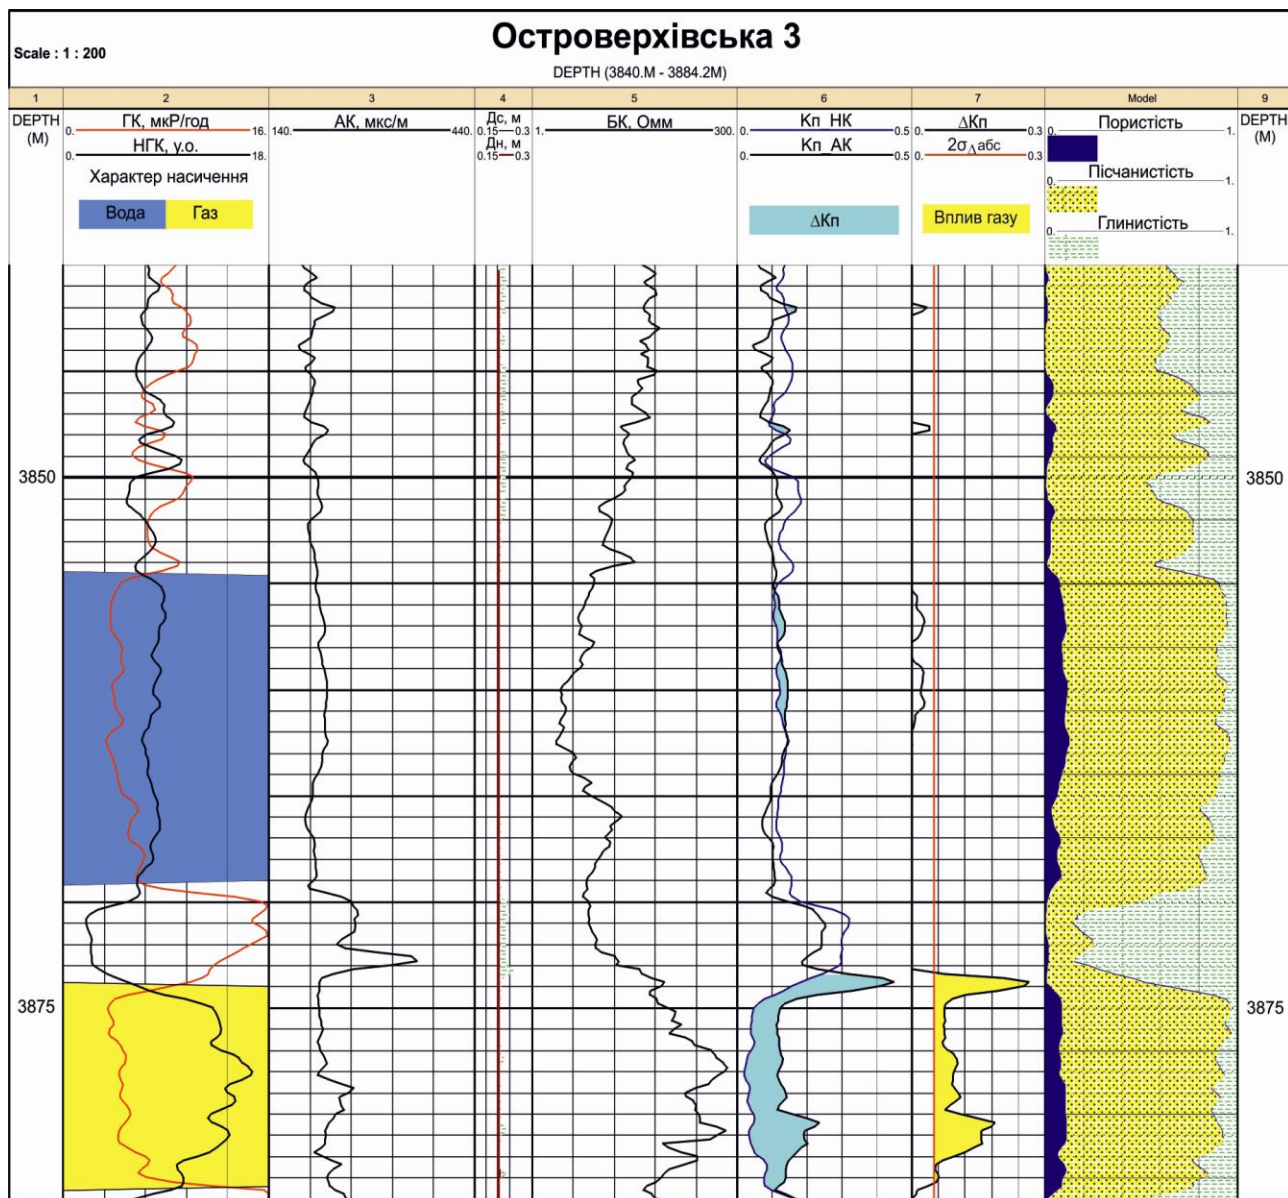 Островерхівська 3
Scale : 1 : 200
DEPTH (3840.М - 3884.2М)
1 2 3 4 5 6 7 Model 9
DEPTH (M)
0. ГК, мкР/год 16.
0. НГК, у.о. 18.
Характер насичення
Вода Газ
140. АК, мкс/м 440.
Дс, м
0.15 0.3
Дн, м
0.15 0.3
1. БК, Омм 300.
0. Кп_НК 0.5
0. Кп_АК 0.5
ΔКп
0. ΔКп 0.3
0. 2σΔабс 0.3
Вплив газу
0. Пористість 1.
0. Пісчанистість 1.
0. Глинистість 1.
DEPTH (M)
3850 3850
3875 3875